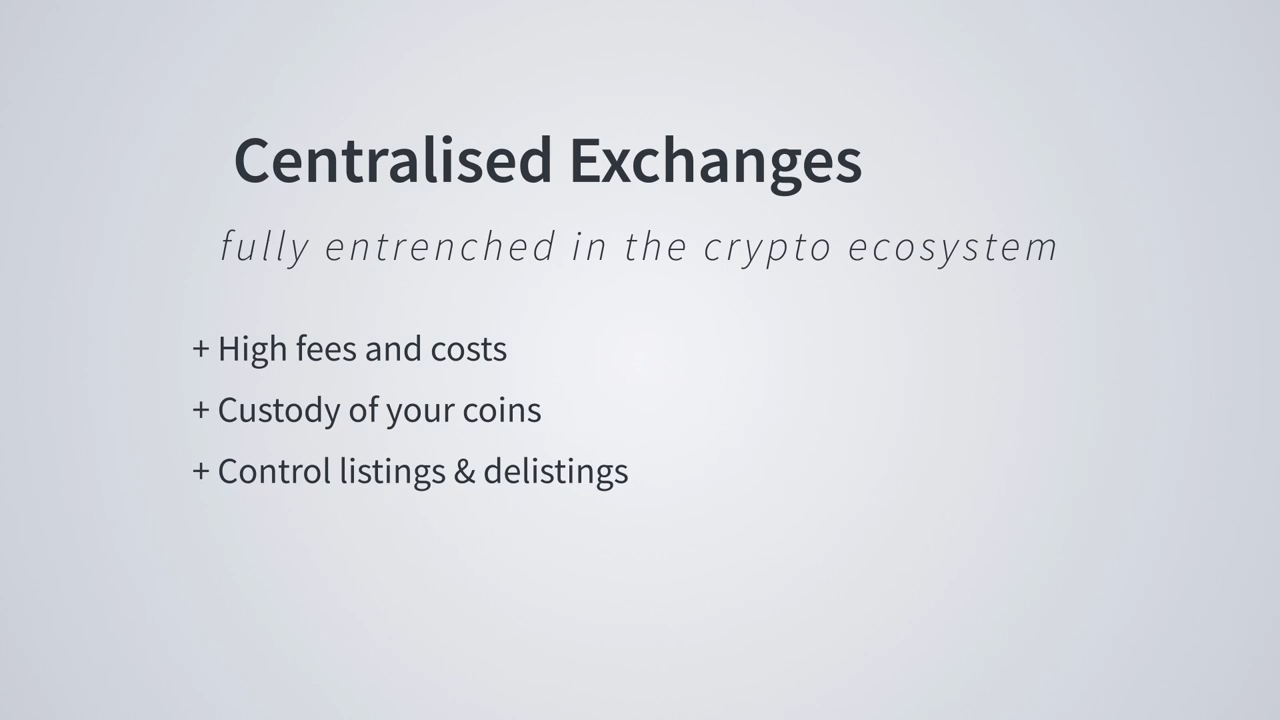 Centralised Exchanges
fully entrenched in the crypto ecosystem
+ High fees and costs
+ Custody of your coins
+ Control listings & delistings